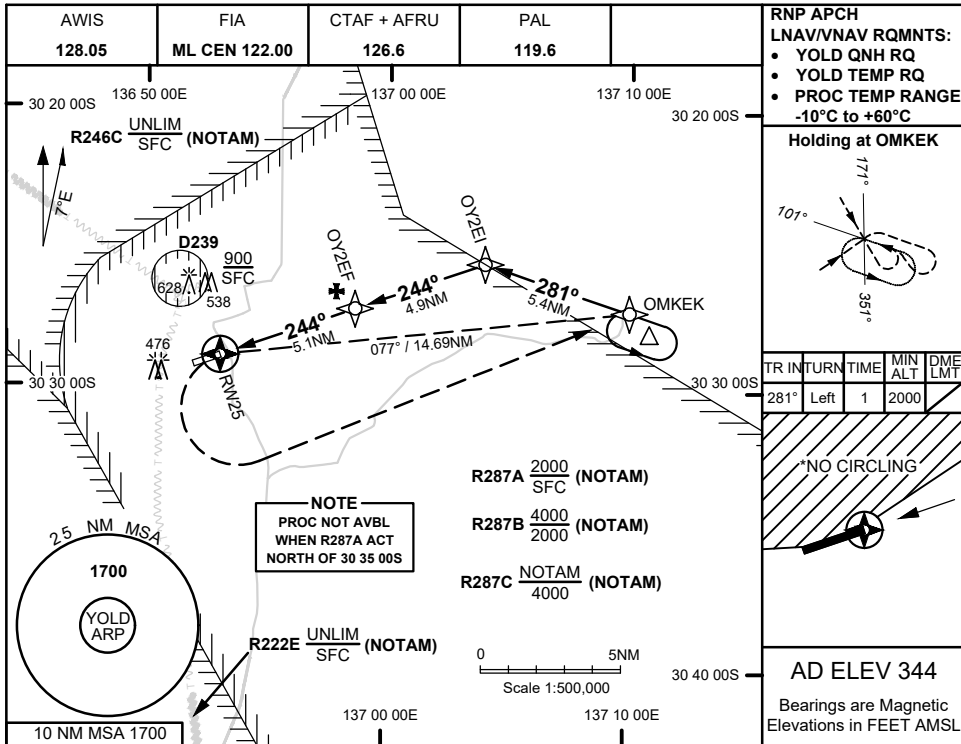 AWIS
128.05
FIA
ML CEN 122.00
CTAF + AFRU
126.6
PAL
119.6
RNP APCH
LNAV/VNAV RQMNTS:
• YOLD QNH RQ
• YOLD TEMP RQ
• PROC TEMP RANGE
-10°C to +60°C
136 50 00E
137 00 00E
137 10 00E
30 20 00S
30 20 00S
R246C UNLIM (NOTAM)
SFC
7°E
D239
900
SFC
628
538
476
OY2EF
OY2EI
OMKEK
281°
5.4NM
244°
4.9NM
244°
5.1NM
077° / 14.69NM
RW25
30 30 00S
30 30 00S
Holding at OMKEK
171°
101°
351°
TR IN
TURN
TIME
MIN ALT
DME LMT
281°
Left
1
2000
*NO CIRCLING
R287A 2000 (NOTAM)
SFC
R287B 4000 (NOTAM)
2000
R287C NOTAM (NOTAM)
4000
NOTE
PROC NOT AVBL
WHEN R287A ACT
NORTH OF 30 35 00S
25 NM MSA
1700
YOLD
ARP
R222E UNLIM (NOTAM)
SFC
0
5NM
Scale 1:500,000
30 40 00S
10 NM MSA 1700
137 00 00E
137 10 00E
AD ELEV 344
Bearings are Magnetic
Elevations in FEET AMSL